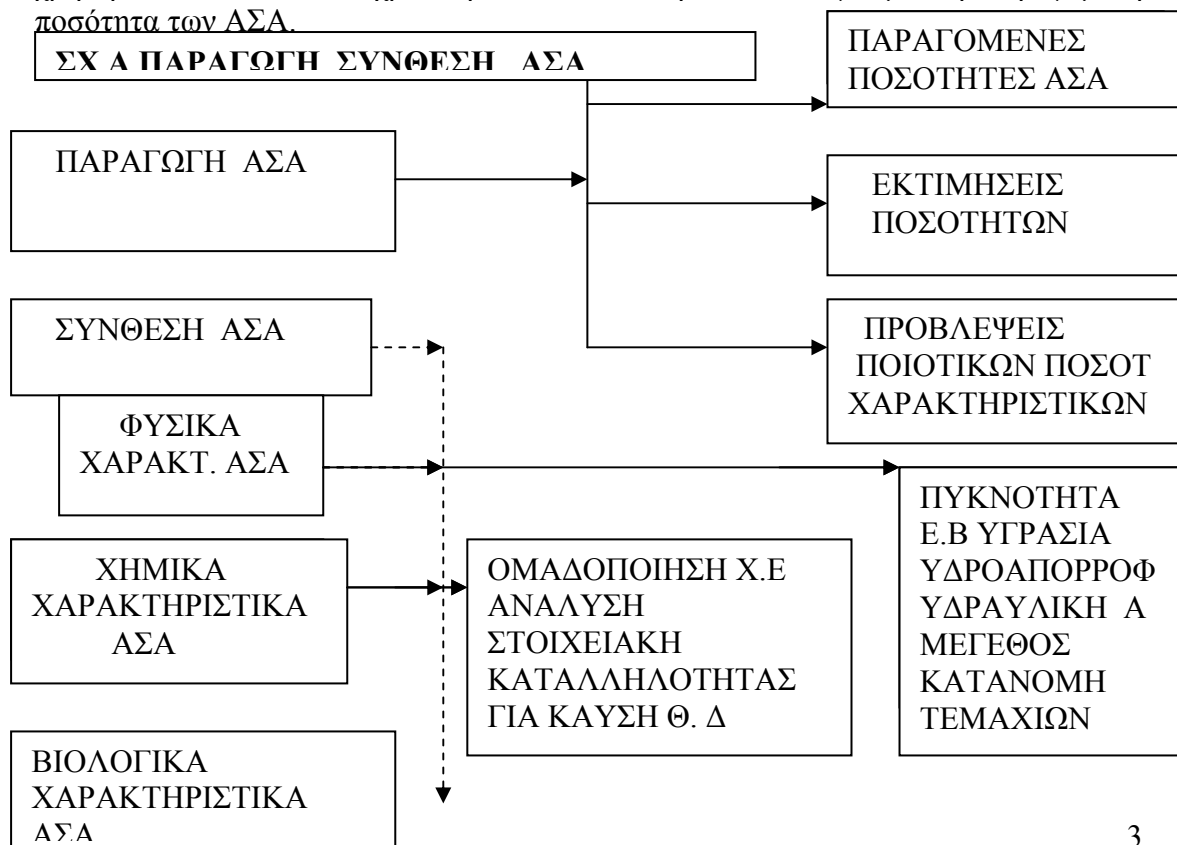 ποσότητα των ΑΣΑ.
ΣΧ Α ΠΑΡΑΓΩΓΗ ΣΥΝΘΕΣΗ ΑΣΑ
ΠΑΡΑΓΟΜΕΝΕΣ
ΠΟΣΟΤΗΤΕΣ ΑΣΑ
ΠΑΡΑΓΩΓΗ ΑΣΑ
ΕΚΤΙΜΗΣΕΙΣ
ΠΟΣΟΤΗΤΩΝ
ΣΥΝΘΕΣΗ ΑΣΑ
ΠΡΟΒΛΕΨΕΙΣ
ΠΟΙΟΤΙΚΩΝ ΠΟΣΟΤ
ΧΑΡΑΚΤΗΡΙΣΤΙΚΩΝ
ΦΥΣΙΚΑ
ΧΑΡΑΚΤ. ΑΣΑ
ΠΥΚΝΟΤΗΤΑ
Ε.Β ΥΓΡΑΣΙΑ
ΥΔΡΟΑΠΟΡΡΟΦ
ΥΔΡΑΥΛΙΚΗ Α
ΜΕΓΕΘΟΣ
ΚΑΤΑΝΟΜΗ
ΤΕΜΑΧΙΩΝ
ΧΗΜΙΚΑ
ΧΑΡΑΚΤΗΡΙΣΤΙΚΑ
ΑΣΑ
ΟΜΑΔΟΠΟΙΗΣΗ Χ.Ε
ΑΝΑΛΥΣΗ
ΣΤΟΙΧΕΙΑΚΗ
ΚΑΤΑΛΛΗΛΟΤΗΤΑΣ
ΓΙΑ ΚΑΥΣΗ Θ. Δ
ΒΙΟΛΟΓΙΚΑ
ΧΑΡΑΚΤΗΡΙΣΤΙΚΑ
ΑΣΑ
3